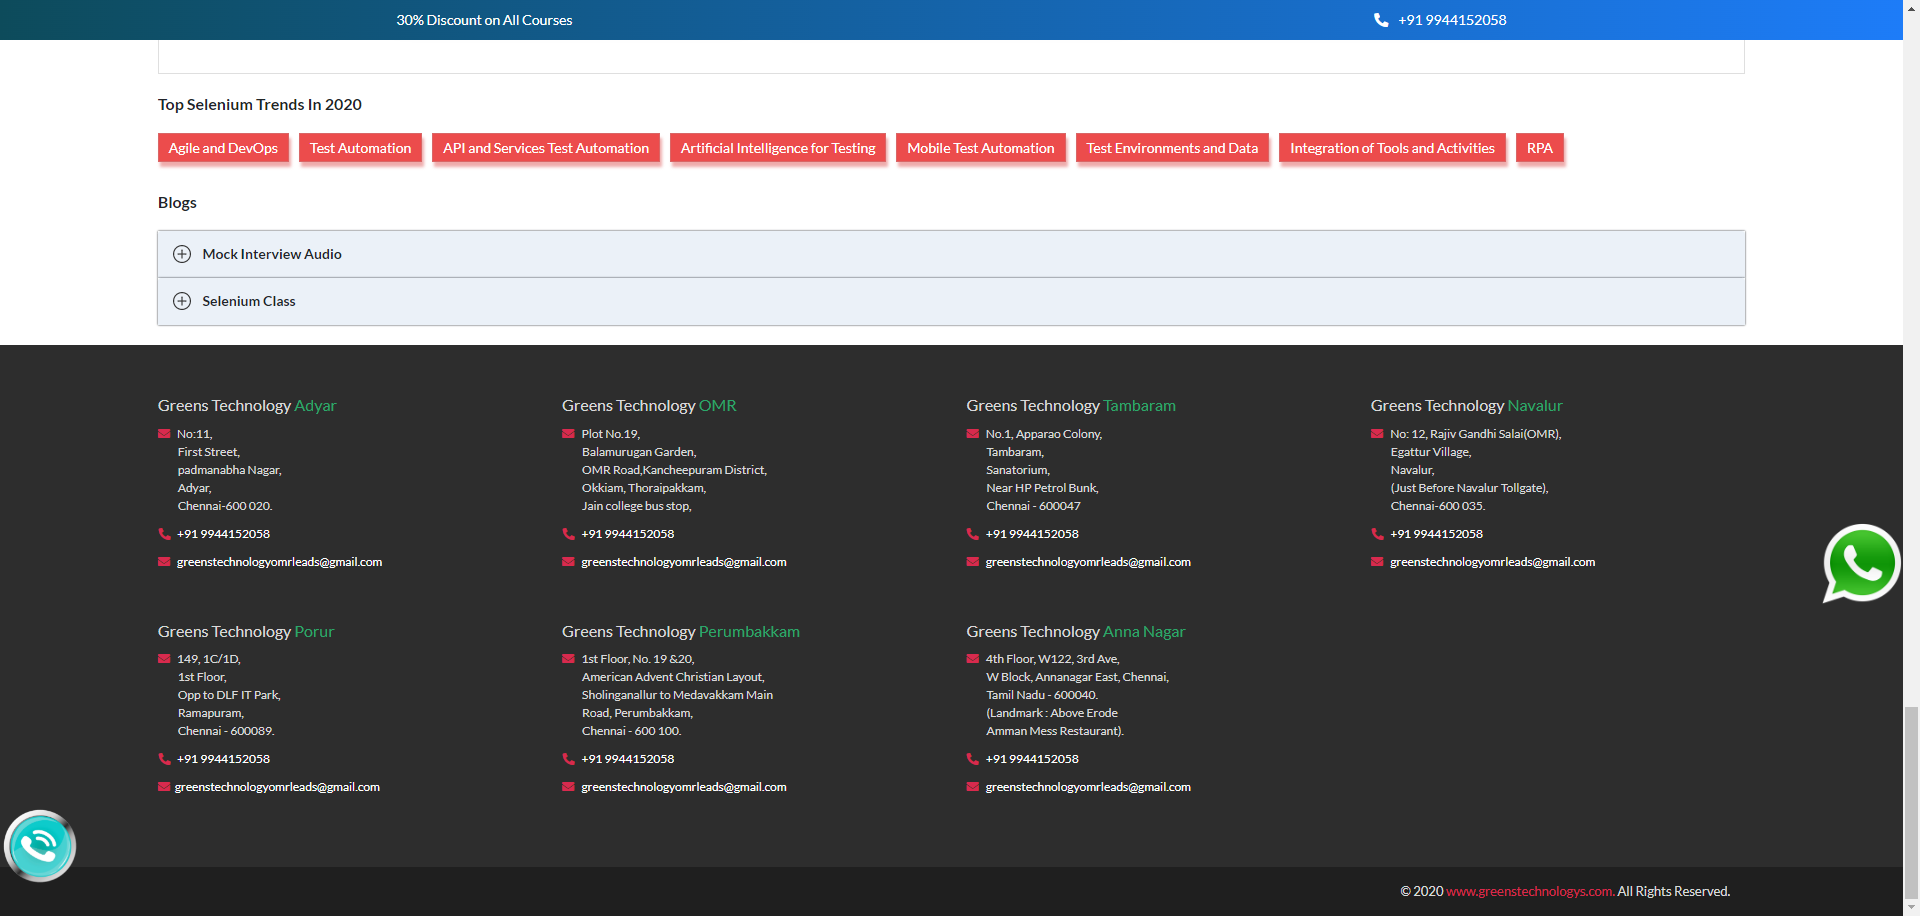 30% Discount on All Courses
+91 9944152058
Top Selenium Trends In 2020
Agile and DevOps
Test Automation
API and Services Test Automation
Artificial Intelligence for Testing
Mobile Test Automation
Test Environments and Data
Integration of Tools and Activities
RPA
Blogs
Mock Interview Audio
Selenium Class
Greens Technology Adyar
No:11,
First Street,
padmanabha Nagar,
Adyar,
Chennai-600 020.
+91 9944152058
greenstechnologyomrleads@gmail.com
Greens Technology OMR
Plot No.19,
Balamurugan Garden,
OMR Road,Kancheepuram District,
Okkiam, Thoraipakkam,
Jain college bus stop,
+91 9944152058
greenstechnologyomrleads@gmail.com
Greens Technology Tambaram
No.1, Apparao Colony,
Tambaram,
Sanatorium,
Near HP Petrol Bunk,
Chennai - 600047
+91 9944152058
greenstechnologyomrleads@gmail.com
Greens Technology Navalur
No: 12, Rajiv Gandhi Salai(OMR),
Egattur Village,
Navalur,
(Just Before Navalur Tollgate),
Chennai-600 035.
+91 9944152058
greenstechnologyomrleads@gmail.com
Greens Technology Porur
149, 1C/1D,
1st Floor,
Opp to DLF IT Park,
Ramapuram,
Chennai - 600089.
+91 9944152058
greenstechnologyomrleads@gmail.com
Greens Technology Perumbakkam
1st Floor, No. 19 &20,
American Advent Christian Layout,
Sholinganallur to Medavakkam Main
Road, Perumbakkam,
Chennai - 600 100.
+91 9944152058
greenstechnologyomrleads@gmail.com
Greens Technology Anna Nagar
4th Floor, W122, 3rd Ave,
W Block, Annanagar East, Chennai,
Tamil Nadu - 600040.
(Landmark : Above Erode
Amman Mess Restaurant).
+91 9944152058
greenstechnologyomrleads@gmail.com
© 2020 www.greenstechnologys.com. All Rights Reserved.